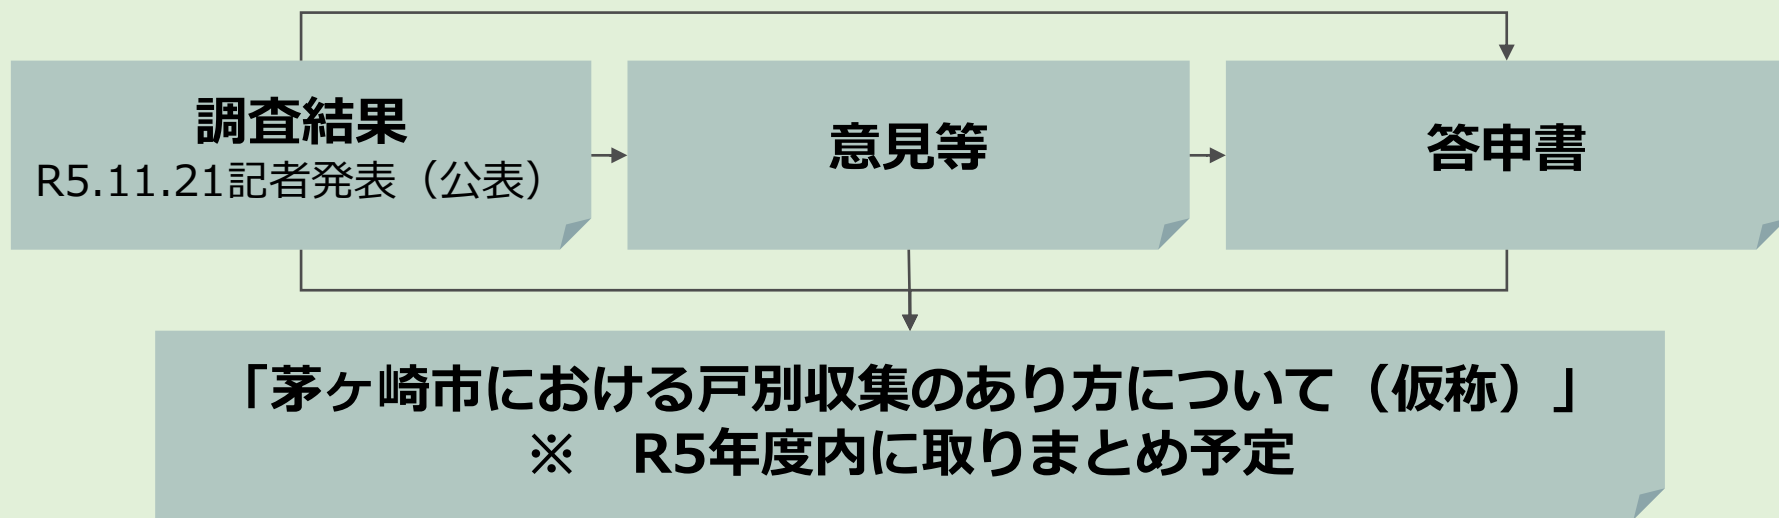 調査結果
R5.11.21記者発表（公表）
意見等
答申書
「茅ヶ崎市における戸別収集のあり方について（仮称）」
※　R5年度内に取りまとめ予定